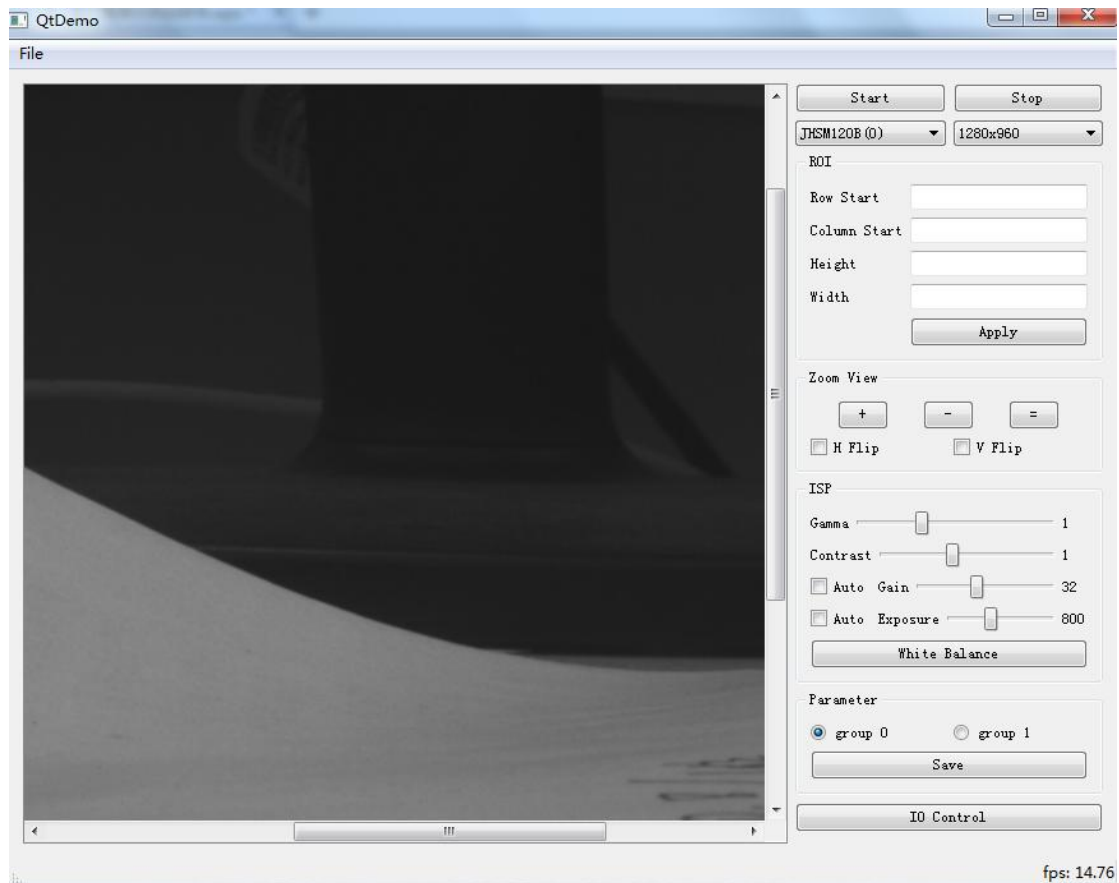 QtDemo
File
Start
Stop
JHSM120B(0)
1280x960
ROI
Row Start
Column Start
Height
Width
Apply
Zoom View
+
-
=
H Flip
V Flip
ISP
Gamma 1
Contrast 1
Auto Gain 32
Auto Exposure 800
White Balance
Parameter
group 0
group 1
Save
IO Control
fps: 14.76